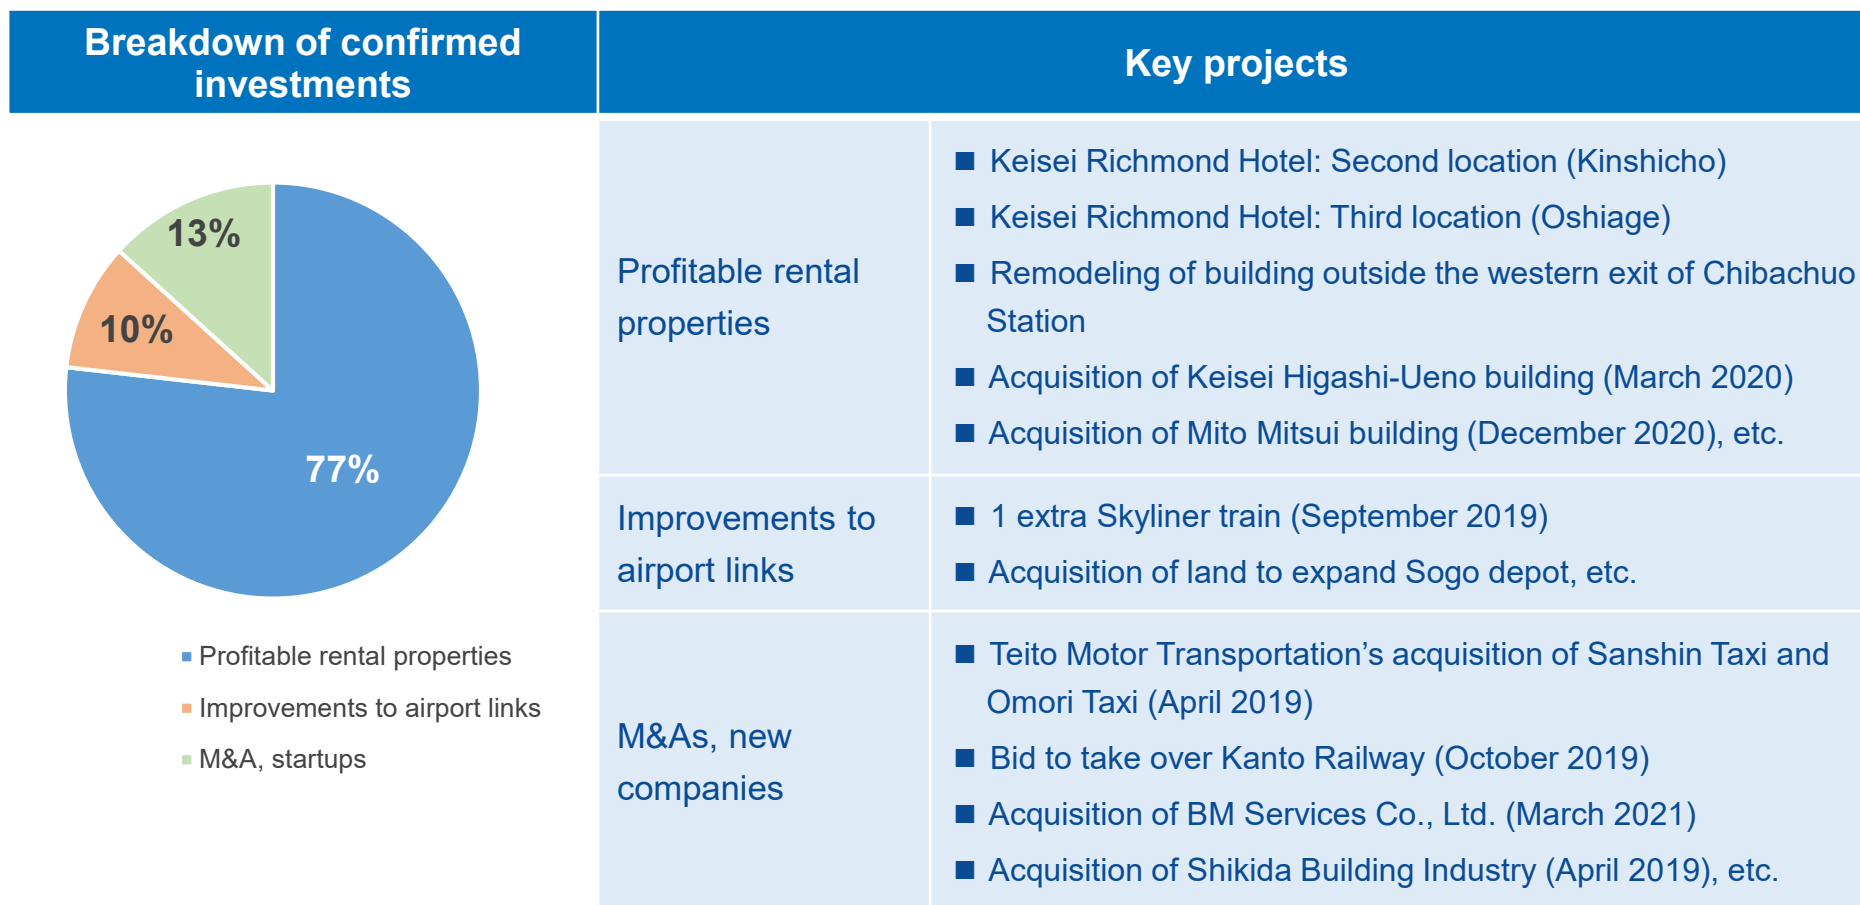 Breakdown of confirmed
investments
Key projects
13%
10%
77%
■ Profitable rental properties
■ Improvements to airport links
■ M&A, startups
Profitable rental
properties
■ Keisei Richmond Hotel: Second location (Kinshicho)
■ Keisei Richmond Hotel: Third location (Oshiage)
■ Remodeling of building outside the western exit of Chibachuo
Station
■ Acquisition of Keisei Higashi-Ueno building (March 2020)
■ Acquisition of Mito Mitsui building (December 2020), etc.
Improvements to
airport links
■ 1 extra Skyliner train (September 2019)
■ Acquisition of land to expand Sogo depot, etc.
M&As, new
companies
■ Teito Motor Transportation’s acquisition of Sanshin Taxi and
Omori Taxi (April 2019)
■ Bid to take over Kanto Railway (October 2019)
■ Acquisition of BM Services Co., Ltd. (March 2021)
■ Acquisition of Shikida Building Industry (April 2019), etc.